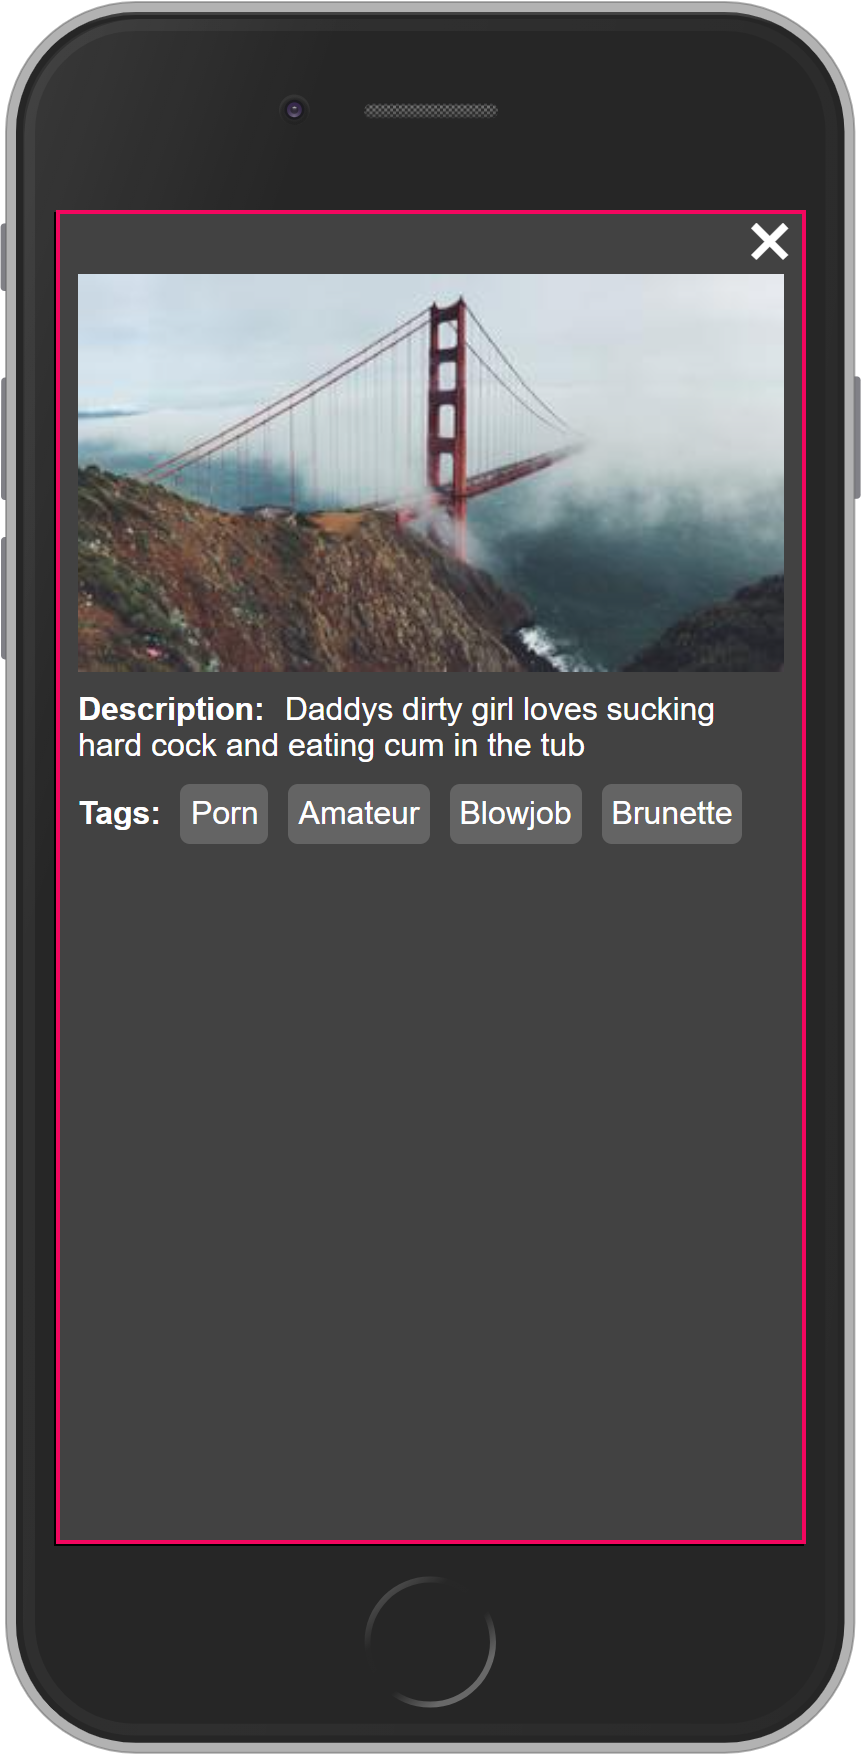 Description: Daddys dirty girl loves sucking
hard cock and eating cum in the tub
Tags: Porn Amateur Blowjob Brunette